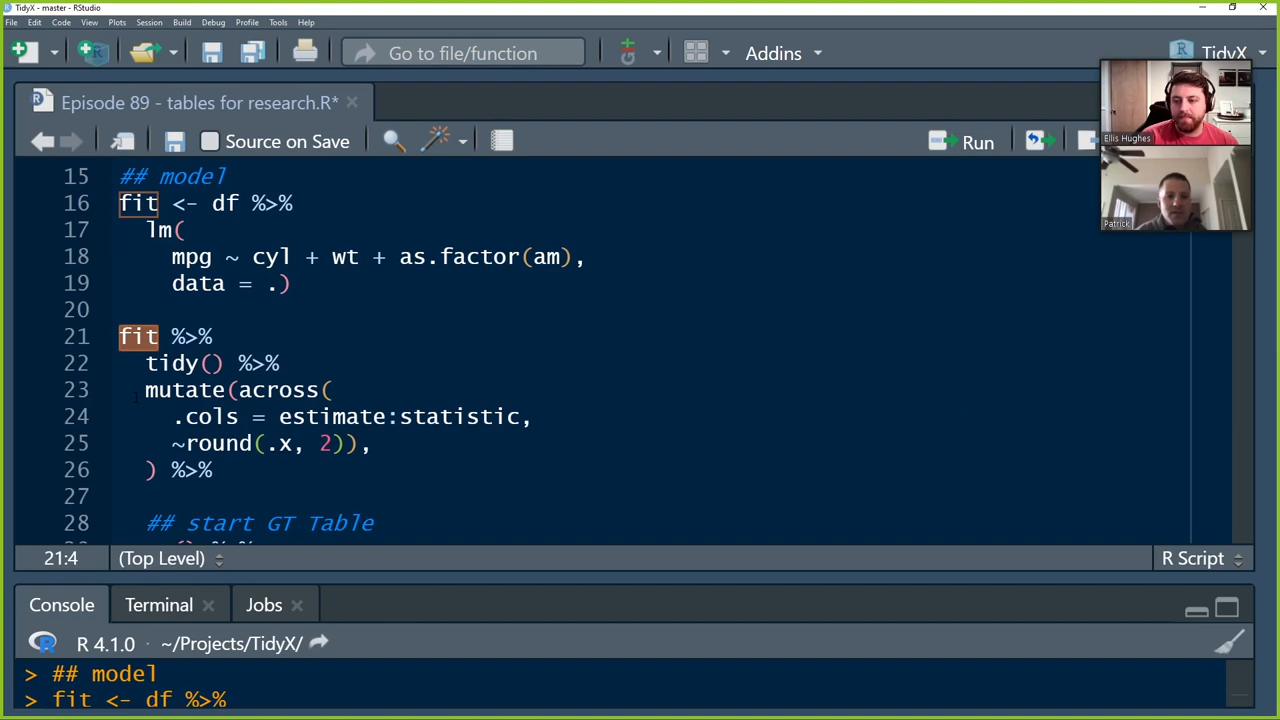 TidyX - master - RStudio
File Edit Code View Plots Session Build Debug Profile Tools Help
Go to file/function
Addins
TidyX
Episode 89 - tables for research.R*
Source on Save
Run
Ellis Hughes
Patrick
15 ## model
16 fit <- df %>%
17 lm(
18 mpg ~ cyl + wt + as.factor(am),
19 data = .)
20
21 fit %>%
22 tidy() %>%
23 mutate(across(
24 .cols = estimate:statistic,
25 ~round(.x, 2)),
26 ) %>%
27
28 ## start GT Table
21:4 (Top Level) R Script
Console Terminal Jobs
R 4.1.0 · ~/Projects/TidyX/
> ## model
> fit <- df %>%